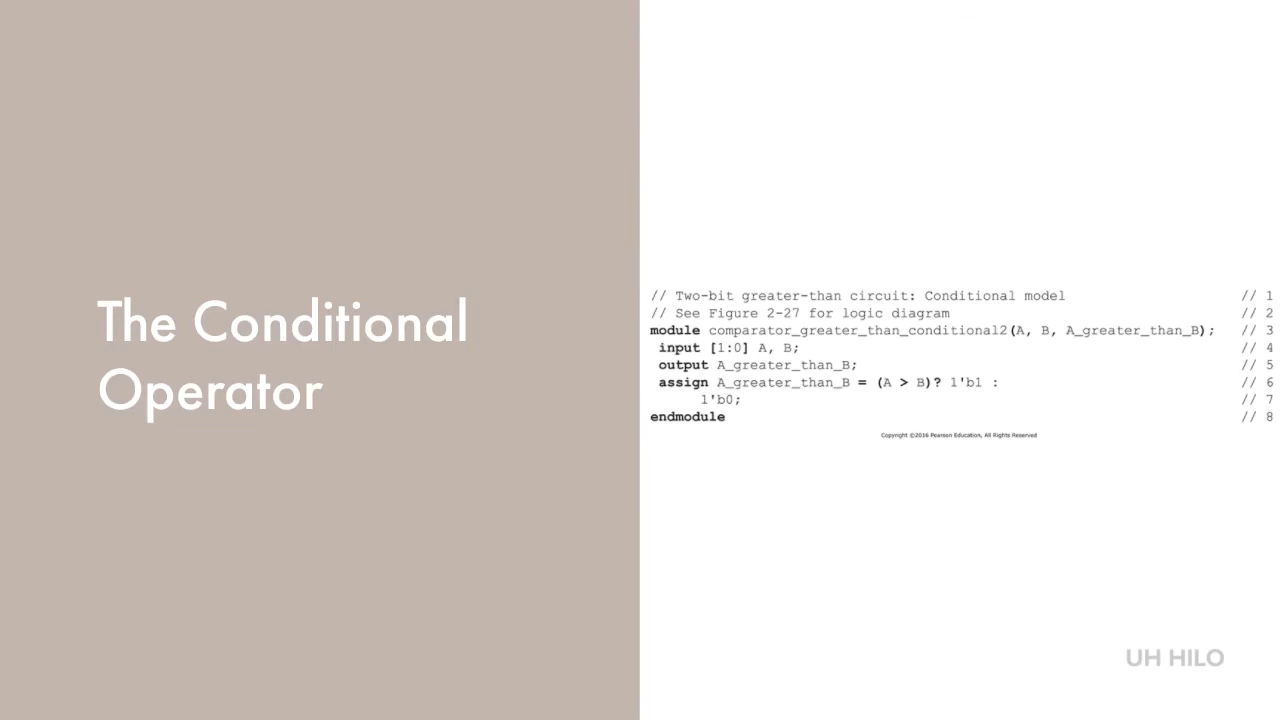 The Conditional
Operator
// Two-bit greater-than circuit: Conditional model // 1
// See Figure 2-27 for logic diagram // 2
module comparator_greater_than_conditional2(A, B, A_greater_than_B); // 3
input [1:0] A, B; // 4
output A_greater_than_B; // 5
assign A_greater_than_B = (A > B)? 1'b1 : // 6
1'b0; // 7
endmodule // 8
Copyright ©2016 Pearson Education, All Rights Reserved
UH HILO